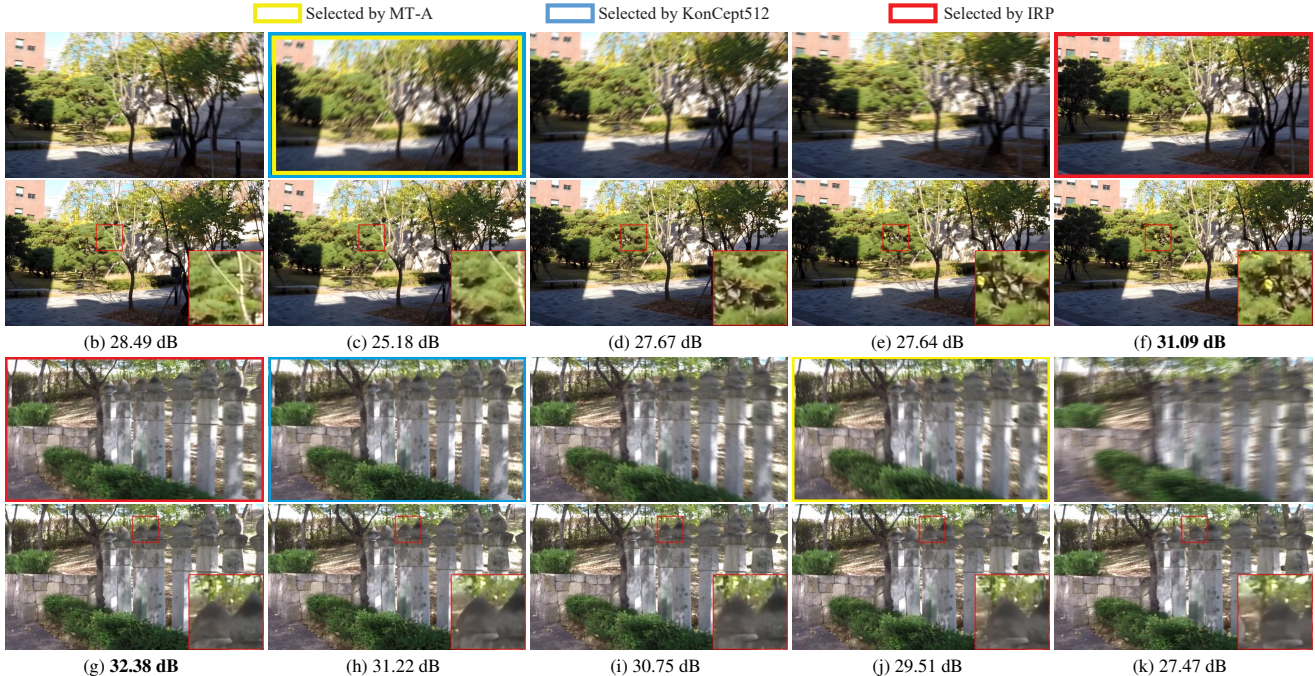 Selected by MT-A
Selected by KonCept512
Selected by IRP
(b) 28.49 dB
(c) 25.18 dB
(d) 27.67 dB
(e) 27.64 dB
(f) 31.09 dB
(g) 32.38 dB
(h) 31.22 dB
(i) 30.75 dB
(j) 29.51 dB
(k) 27.47 dB